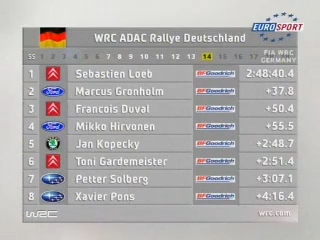 EUROSPORT
WRC ADAC Rallye Deutschland
SS 1 2 3 4 5 6 7 8 9 10 11 12 13 14 15 16 17 18
FIA WRC
GERMANY
1 Sebastien Loeb BFGoodrich 2:48:40.4
2 Ford Marcus Gronholm BFGoodrich +37.8
3 Francois Duval BFGoodrich +50.4
4 Ford Mikko Hirvonen BFGoodrich +55.5
5 Jan Kopecky BFGoodrich +2:48.7
6 Toni Gardemeister BFGoodrich +2:51.4
7 Petter Solberg BFGoodrich +3:07.1
8 Xavier Pons BFGoodrich +4:16.4
WRC wrc.com